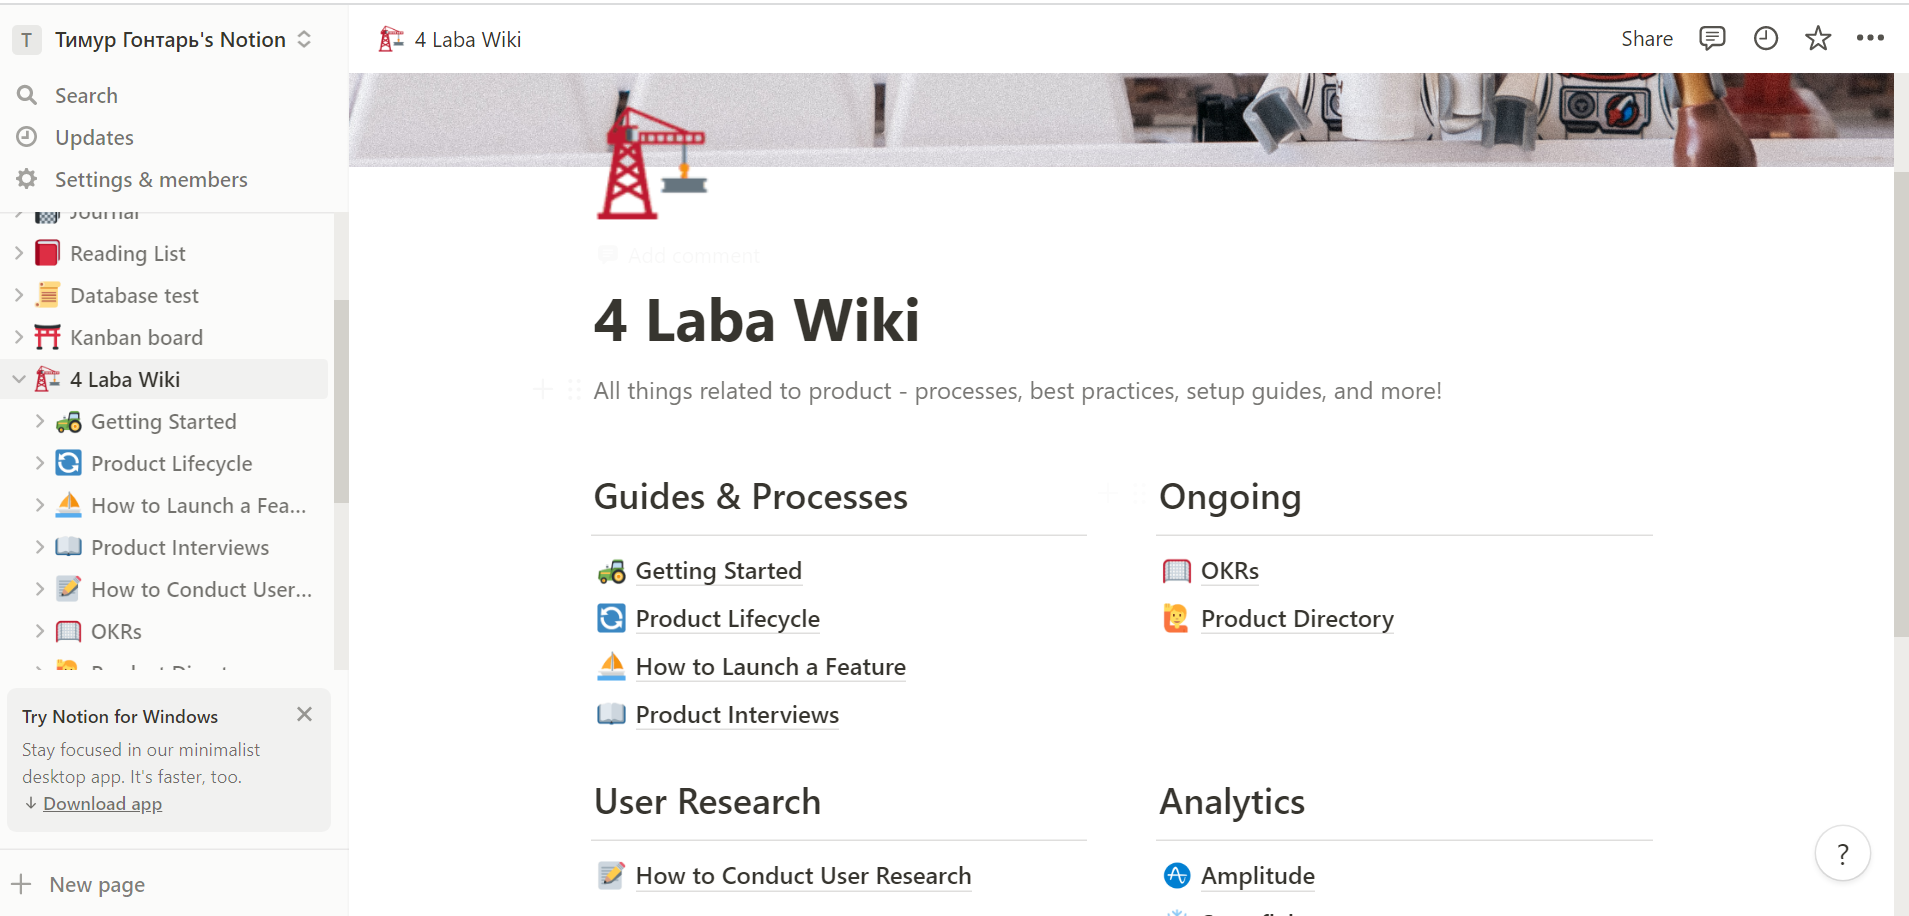 T Тимур Гонтарь's Notion
Search
Updates
Settings & members
Journal
Reading List
Database test
Kanban board
4 Laba Wiki
Getting Started
Product Lifecycle
How to Launch a Fea...
Product Interviews
How to Conduct User...
OKRs
Try Notion for Windows
Stay focused in our minimalist
desktop app. It's faster, too.
Download app
New page
4 Laba Wiki
Share
Add comment
4 Laba Wiki
All things related to product - processes, best practices, setup guides, and more!
Guides & Processes
Getting Started
Product Lifecycle
How to Launch a Feature
Product Interviews
Ongoing
OKRs
Product Directory
User Research
How to Conduct User Research
Analytics
Amplitude
?